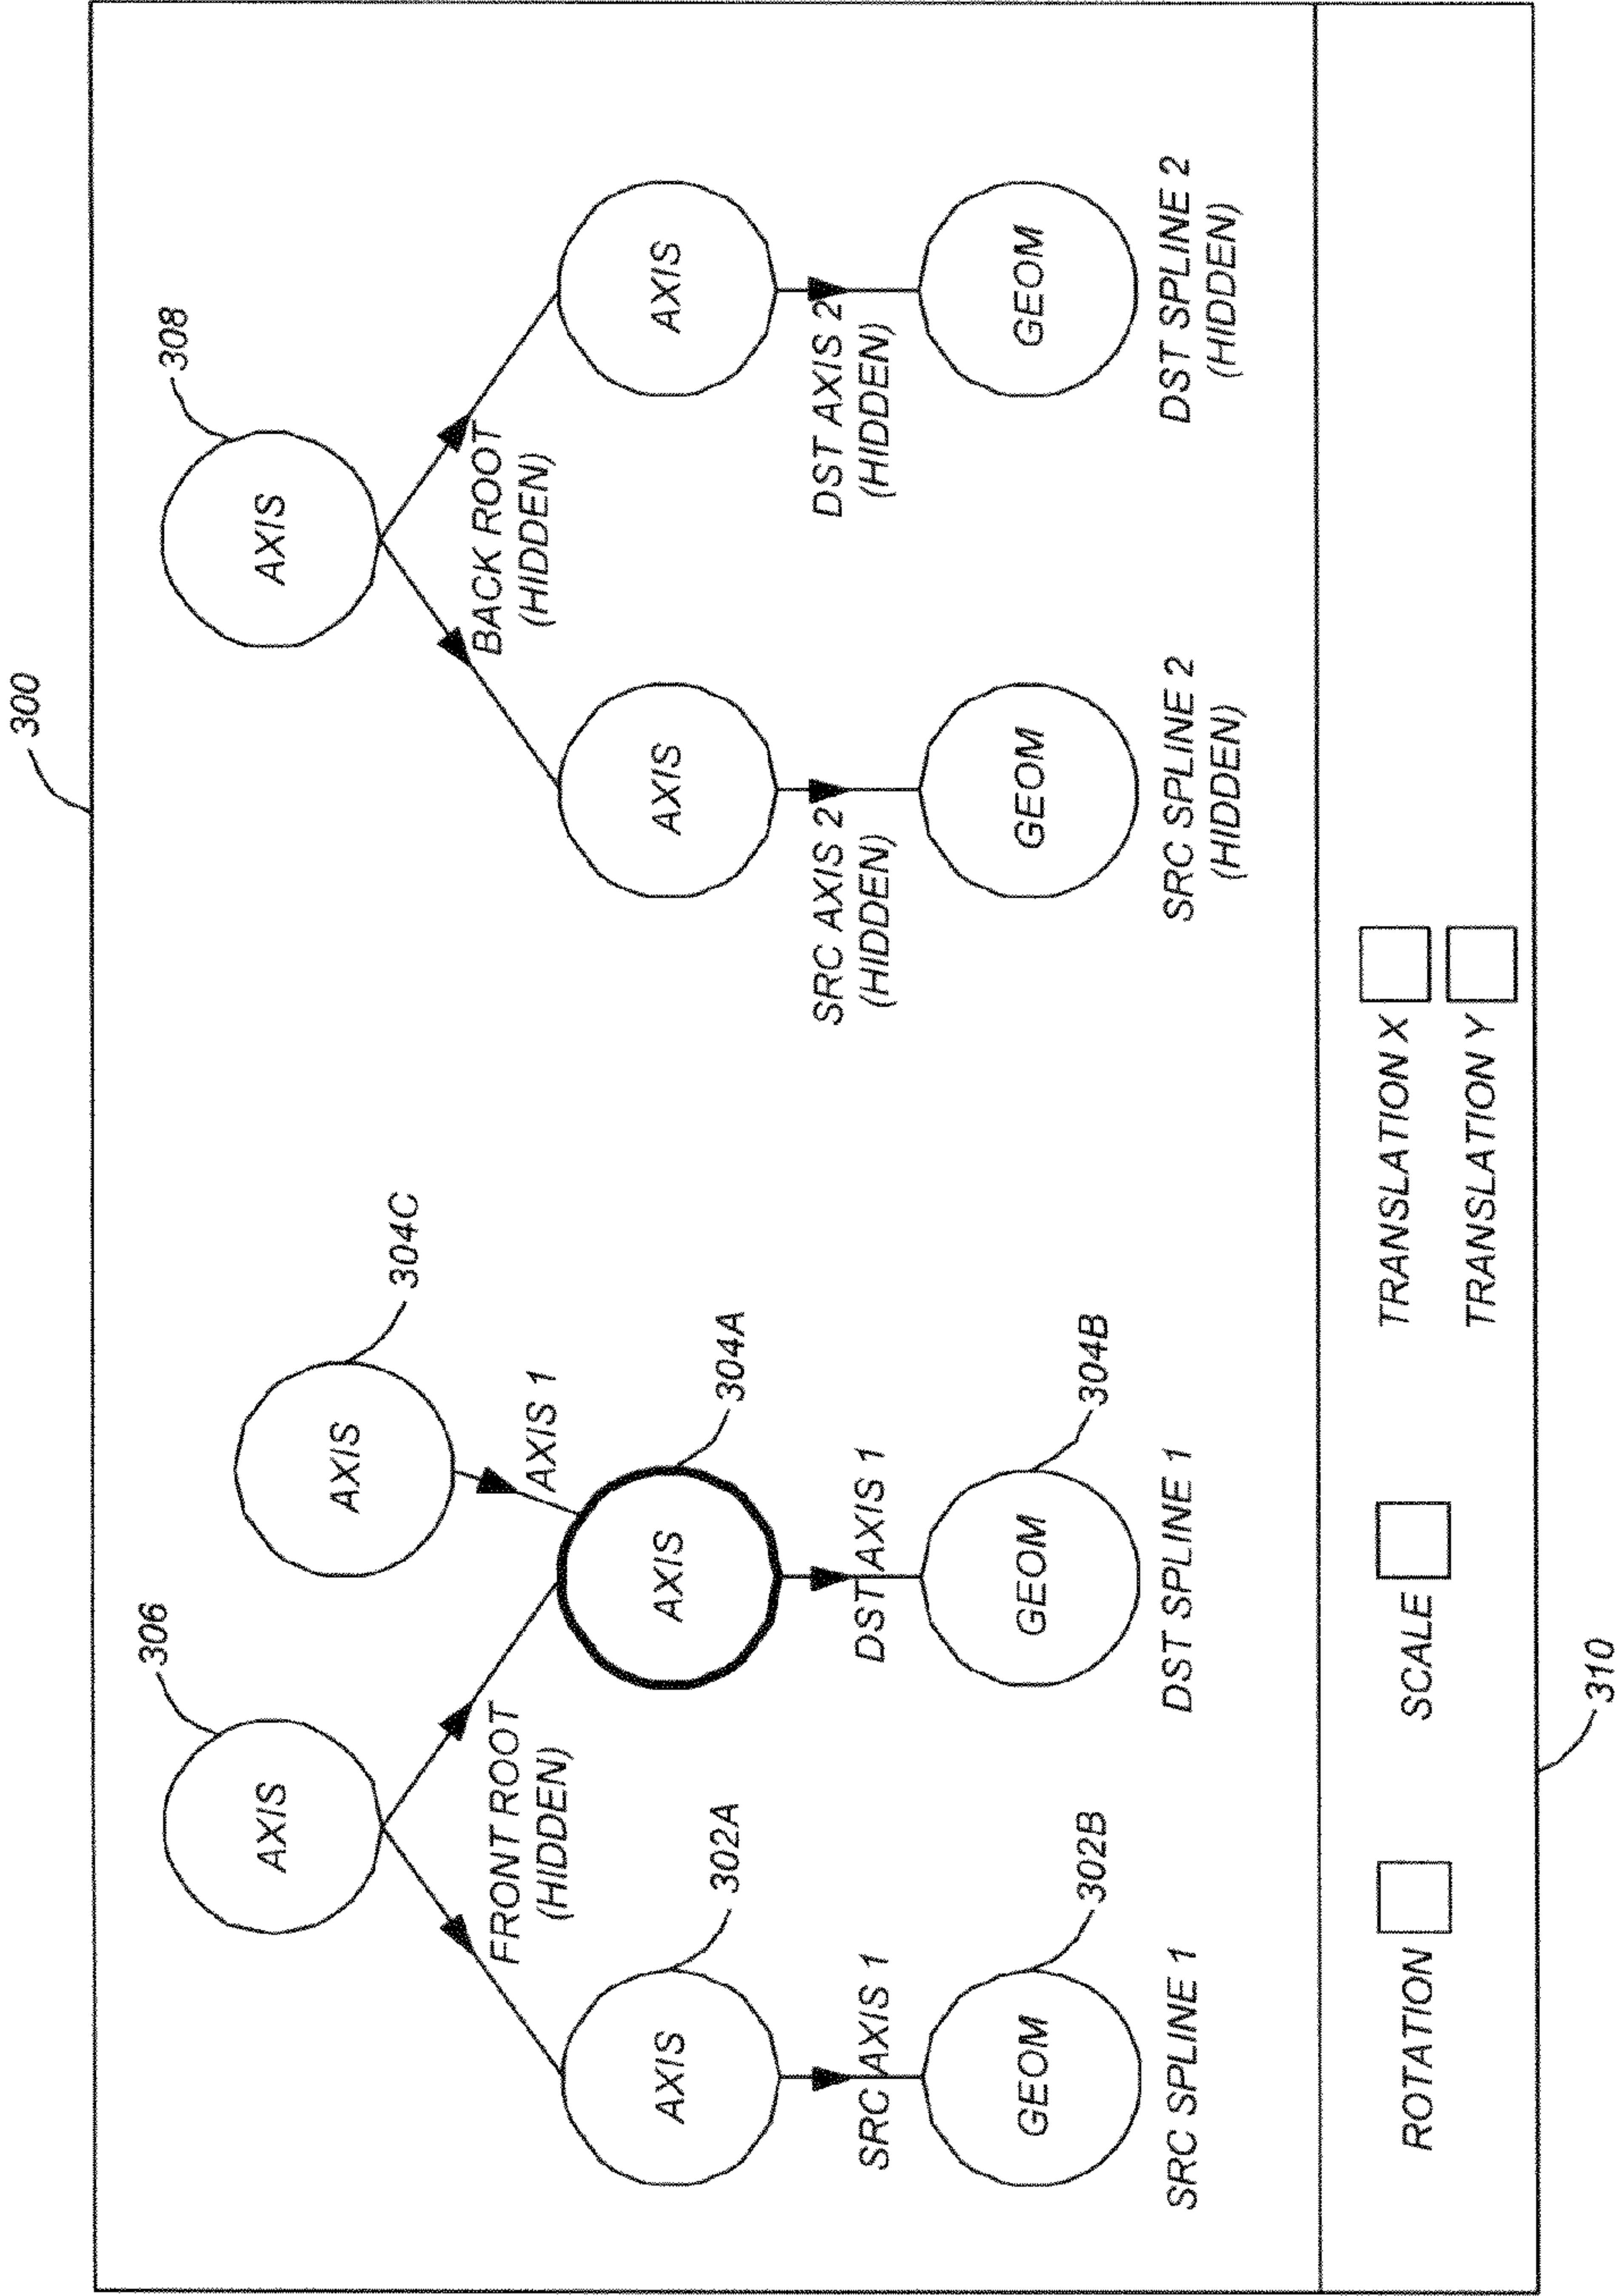 300
306
308
AXIS
AXIS
304C
AXIS
FRONT ROOT
(HIDDEN)
AXIS 1
BACK ROOT
(HIDDEN)
AXIS
302A
AXIS
304A
AXIS
AXIS
SRC AXIS 1
DST AXIS 1
SRC AXIS 2
(HIDDEN)
DST AXIS 2
(HIDDEN)
GEOM
302B
GEOM
304B
GEOM
GEOM
SRC SPLINE 1
DST SPLINE 1
SRC SPLINE 2
(HIDDEN)
DST SPLINE 2
(HIDDEN)
ROTATION
SCALE
TRANSLATION X
TRANSLATION Y
310